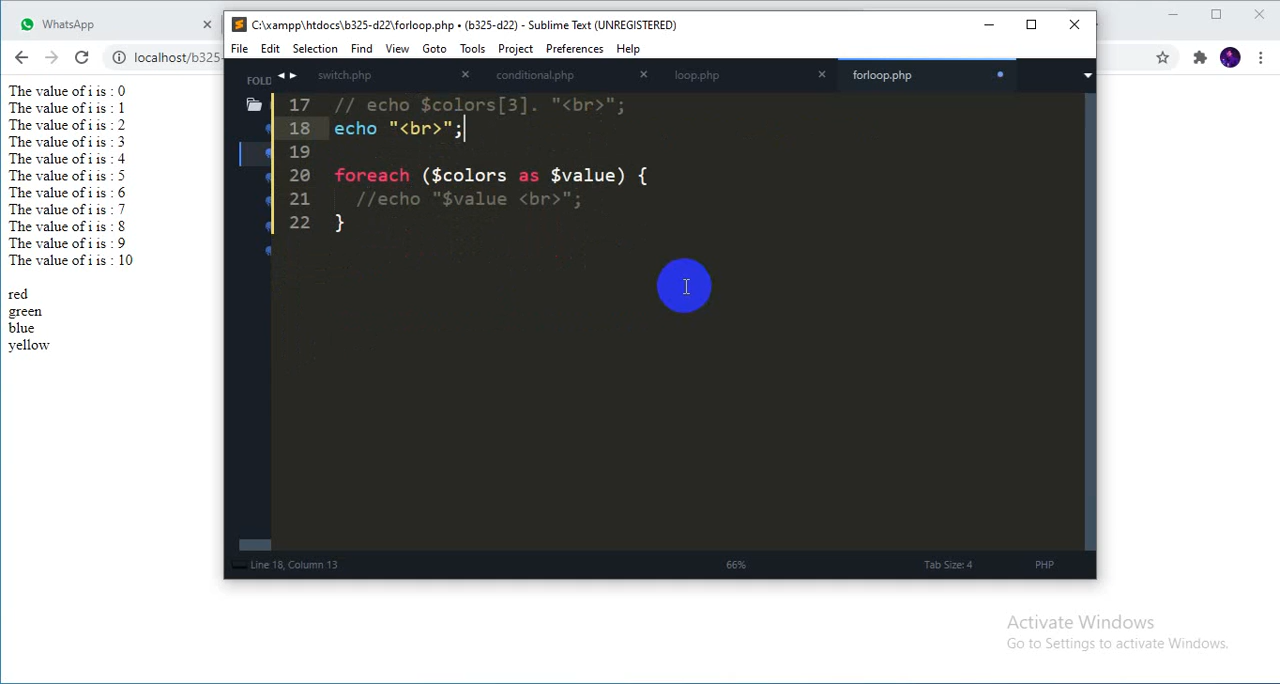 WhatsApp
localhost/b325-
The value of i is : 0
The value of i is : 1
The value of i is : 2
The value of i is : 3
The value of i is : 4
The value of i is : 5
The value of i is : 6
The value of i is : 7
The value of i is : 8
The value of i is : 9
The value of i is : 10
red
green
blue
yellow
C:\xampp\htdocs\b325-d22\forloop.php • (b325-d22) - Sublime Text (UNREGISTERED)
File Edit Selection Find View Goto Tools Project Preferences Help
FOLD
switch.php conditional.php loop.php forloop.php
17 // echo $colors[3]. "<br>";
18 echo "<br>";
19
20 foreach ($colors as $value) {
21 //echo "$value <br>";
22 }
Line 18, Column 13 66% Tab Size: 4 PHP
Activate Windows
Go to Settings to activate Windows.